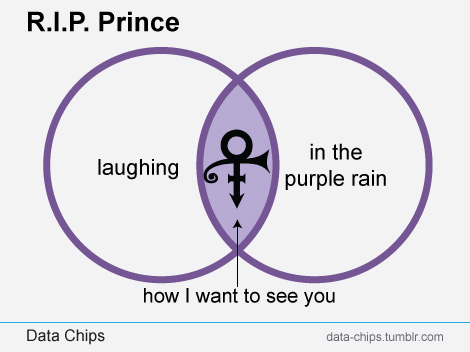 R.I.P. Prince
laughing
in the
purple rain
how I want to see you
Data Chips
data-chips.tumblr.com